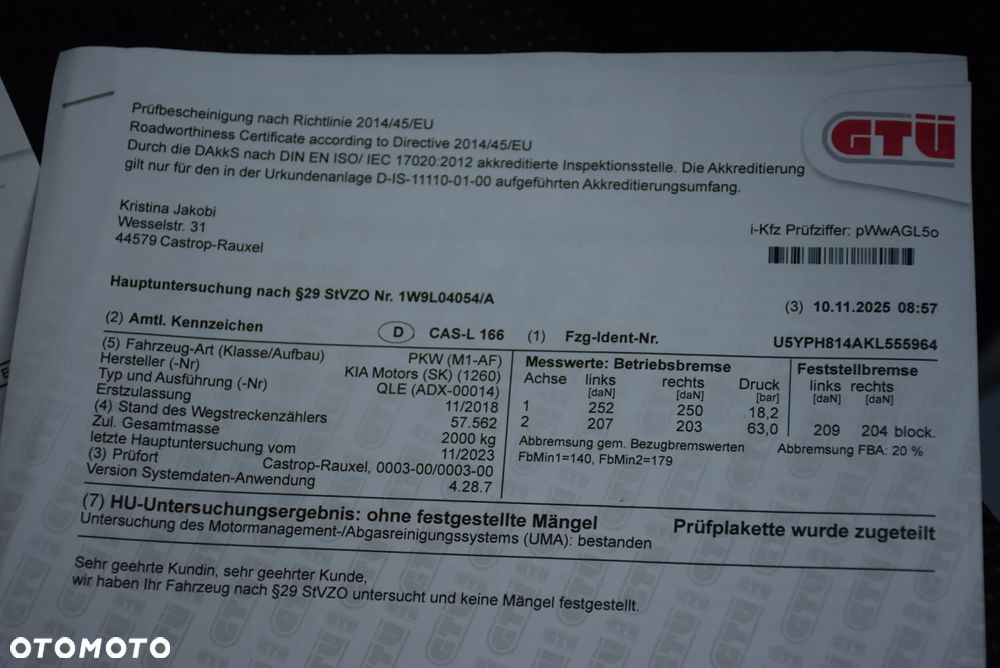 Prüfbescheinigung nach Richtlinie 2014/45/EU
Roadworthiness Certificate according to Directive 2014/45/EU
Durch die DAkkS nach DIN EN ISO/ IEC 17020:2012 akkreditierte Inspektionsstelle. Die Akkreditierung
gilt nur für den in der Urkundenanlage D-IS-11110-01-00 aufgeführten Akkreditierungsumfang.
GTÜ
Kristina Jakobi
Wesselstr. 31
44579 Castrop-Rauxel
i-Kfz Prüfziffer: pWwAGL5o
Hauptuntersuchung nach §29 StVZO Nr. 1W9L04054/A
(3) 10.11.2025 08:57
(2) Amtl. Kennzeichen D CAS-L 166 (1) Fzg-Ident-Nr. U5YPH814AKL555964
(5) Fahrzeug-Art (Klasse/Aufbau) PKW (M1-AF)
Hersteller (-Nr) KIA Motors (SK) (1260)
Typ und Ausführung (-Nr) QLE (ADX-00014)
Erstzulassung 11/2018
(4) Stand des Wegstreckenzählers 57.562
Zul. Gesamtmasse 2000 kg
letzte Hauptuntersuchung vom 11/2023
(3) Prüfort Castrop-Rauxel, 0003-00/0003-00
Version Systemdaten-Anwendung 4.28.7
Messwerte: Betriebsbremse
Achse links rechts Druck
[daN] [daN] [bar]
1 252 250 18,2
2 207 203 63,0
Abbremsung gem. Bezugbremswerten
FbMin1=140, FbMin2=179
Feststellbremse
links rechts
[daN] [daN]
209 204 block.
Abbremsung FBA: 20 %
(7) HU-Untersuchungsergebnis: ohne festgestellte Mängel Prüfplakette wurde zugeteilt
Untersuchung des Motormanagement-/Abgasreinigungssystems (UMA): bestanden
Sehr geehrte Kundin, sehr geehrter Kunde,
wir haben Ihr Fahrzeug nach §29 StVZO untersucht und keine Mängel festgestellt.
OTOMOTO